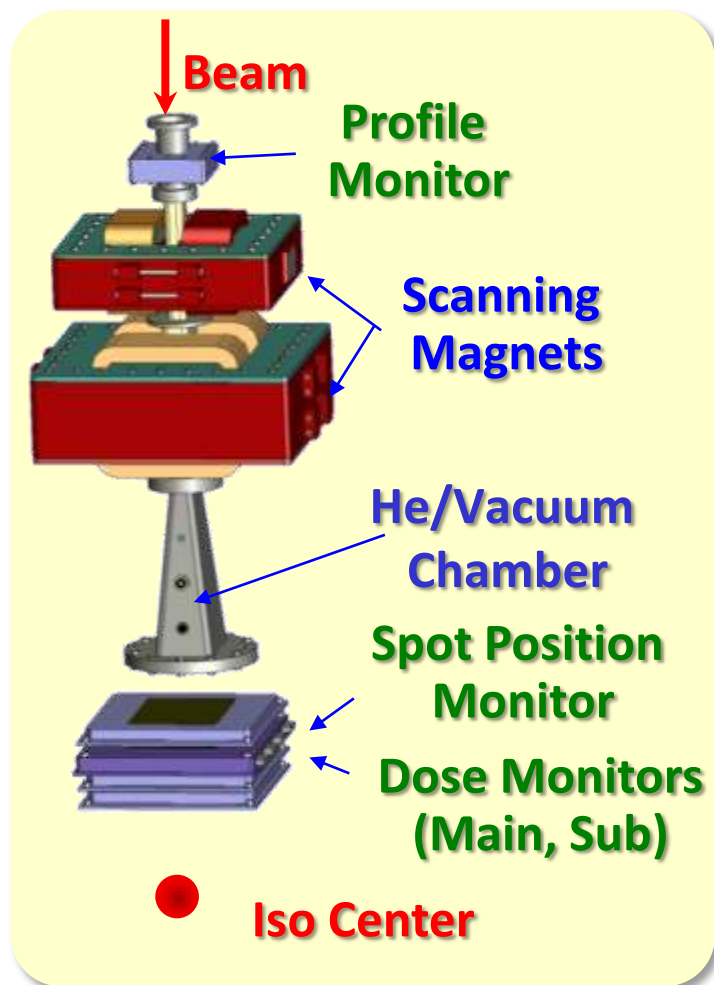 Beam
Profile
Monitor
Scanning
Magnets
He/Vacuum
Chamber
Spot Position
Monitor
Dose Monitors
(Main, Sub)
Iso Center